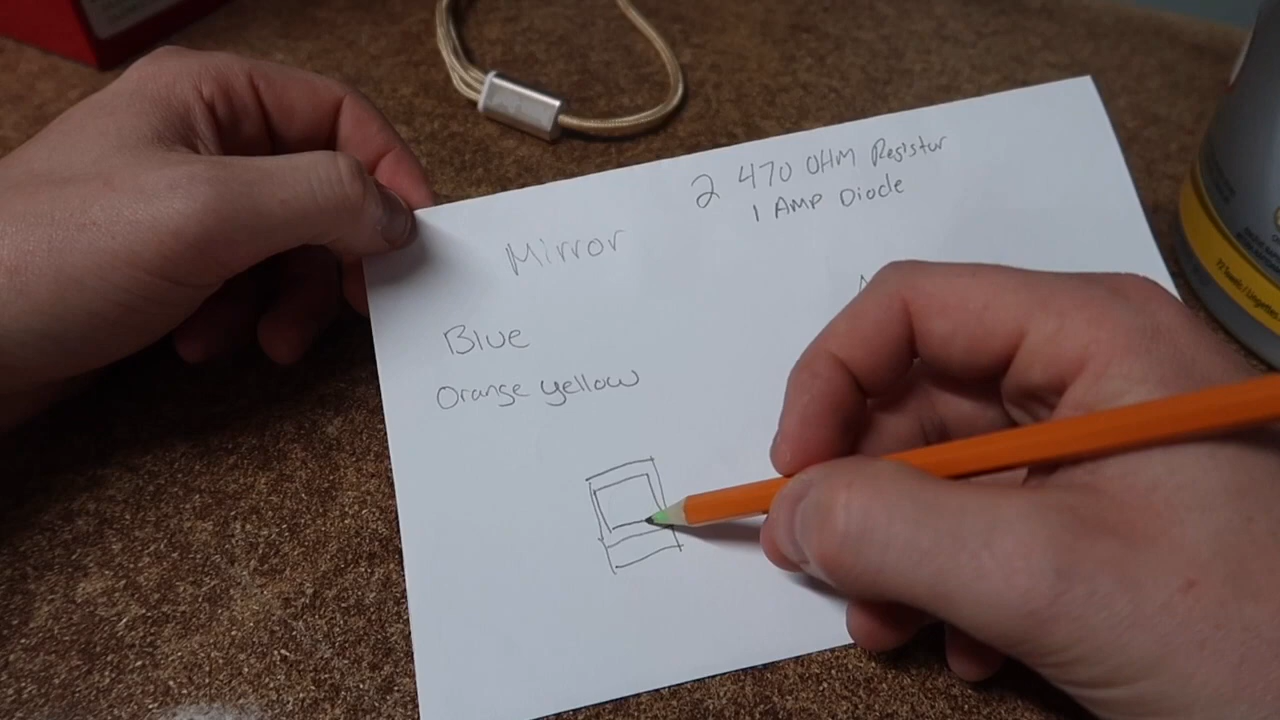 2 470 OHM Resistor
1 AMP Diode
Mirror
Blue
Orange yellow